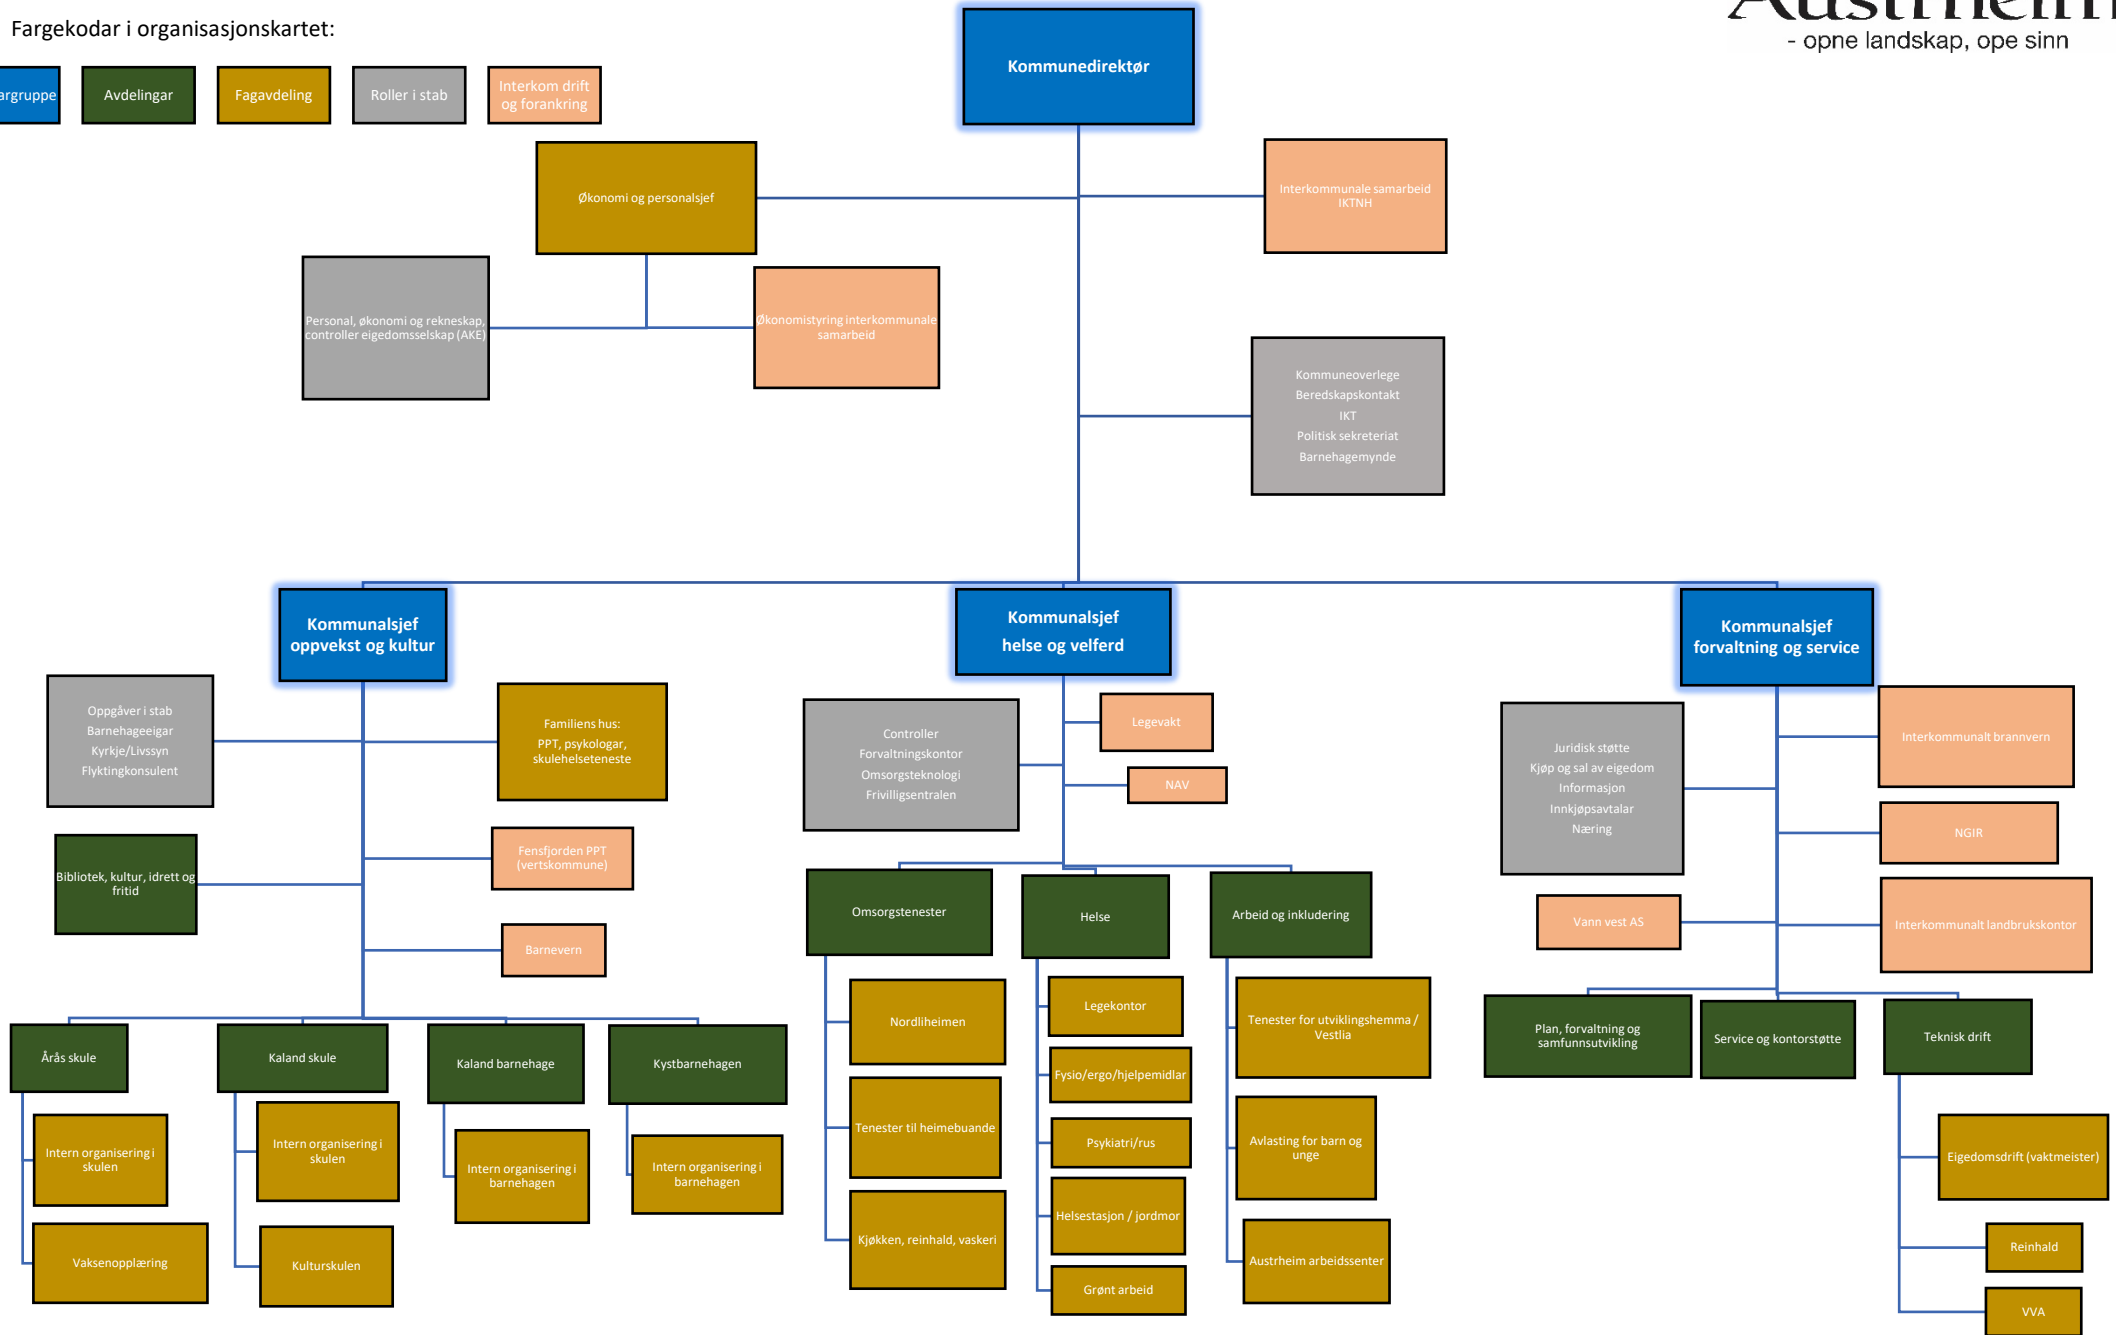 Fargekodar i organisasjonskartet:
Austrheim
- opne landskap, ope sinn
Avdelingar
Fagavdeling
Roller i stab
Interkom drift
og forankring
Kommunedirektør
Økonomi og personalsjef
Interkommunale samarbeid
IKTNH
Personal, økonomi og rekneskap,
controller eigedomsselskap (AKE)
Økonomistyring interkommunale
samarbeid
Kommuneoverlege
Beredskapskontakt
IKT
Politisk sekreteriat
Barnehagemynde
Kommunalsjef
oppvekst og kultur
Kommunalsjef
helse og velferd
Kommunalsjef
forvaltning og service
Oppgåver i stab
Barnehageeigar
Kyrkje/Livssyn
Flyktingkonsulent
Familiens hus:
PPT, psykologar,
skulehelseteneste
Bibliotek, kultur, idrett og
fritid
Fensfjorden PPT
(vertskommune)
Barnevern
Årås skule
Kaland skule
Kaland barnehage
Kystbarnehagen
Intern organisering i
skulen
Intern organisering i
skulen
Intern organisering i
barnehagen
Intern organisering i
barnehagen
Vaksenopplæring
Kulturskulen
Controller
Forvaltningskontor
Omsorgsteknologi
Frivilligsentralen
Legevakt
NAV
Omsorgstenester
Helse
Arbeid og inkludering
Nordliheimen
Tenester til heimebuande
Kjøkken, reinhald, vaskeri
Legekontor
Fysio/ergo/hjelpemidlar
Psykiatri/rus
Helsestasjon / jordmor
Grønt arbeid
Tenester for utviklingshemma /
Vestlia
Avlasting for barn og
unge
Austrheim arbeidssenter
Juridisk støtte
Kjøp og sal av eigedom
Informasjon
Innkjøpsavtalar
Næring
Interkommunalt brannvern
NGIR
Vann vest AS
Interkommunalt landbrukskontor
Plan, forvaltning og
samfunnsutvikling
Service og kontorstøtte
Teknisk drift
Eigedomsdrift (vaktmeister)
Reinhald
VVA